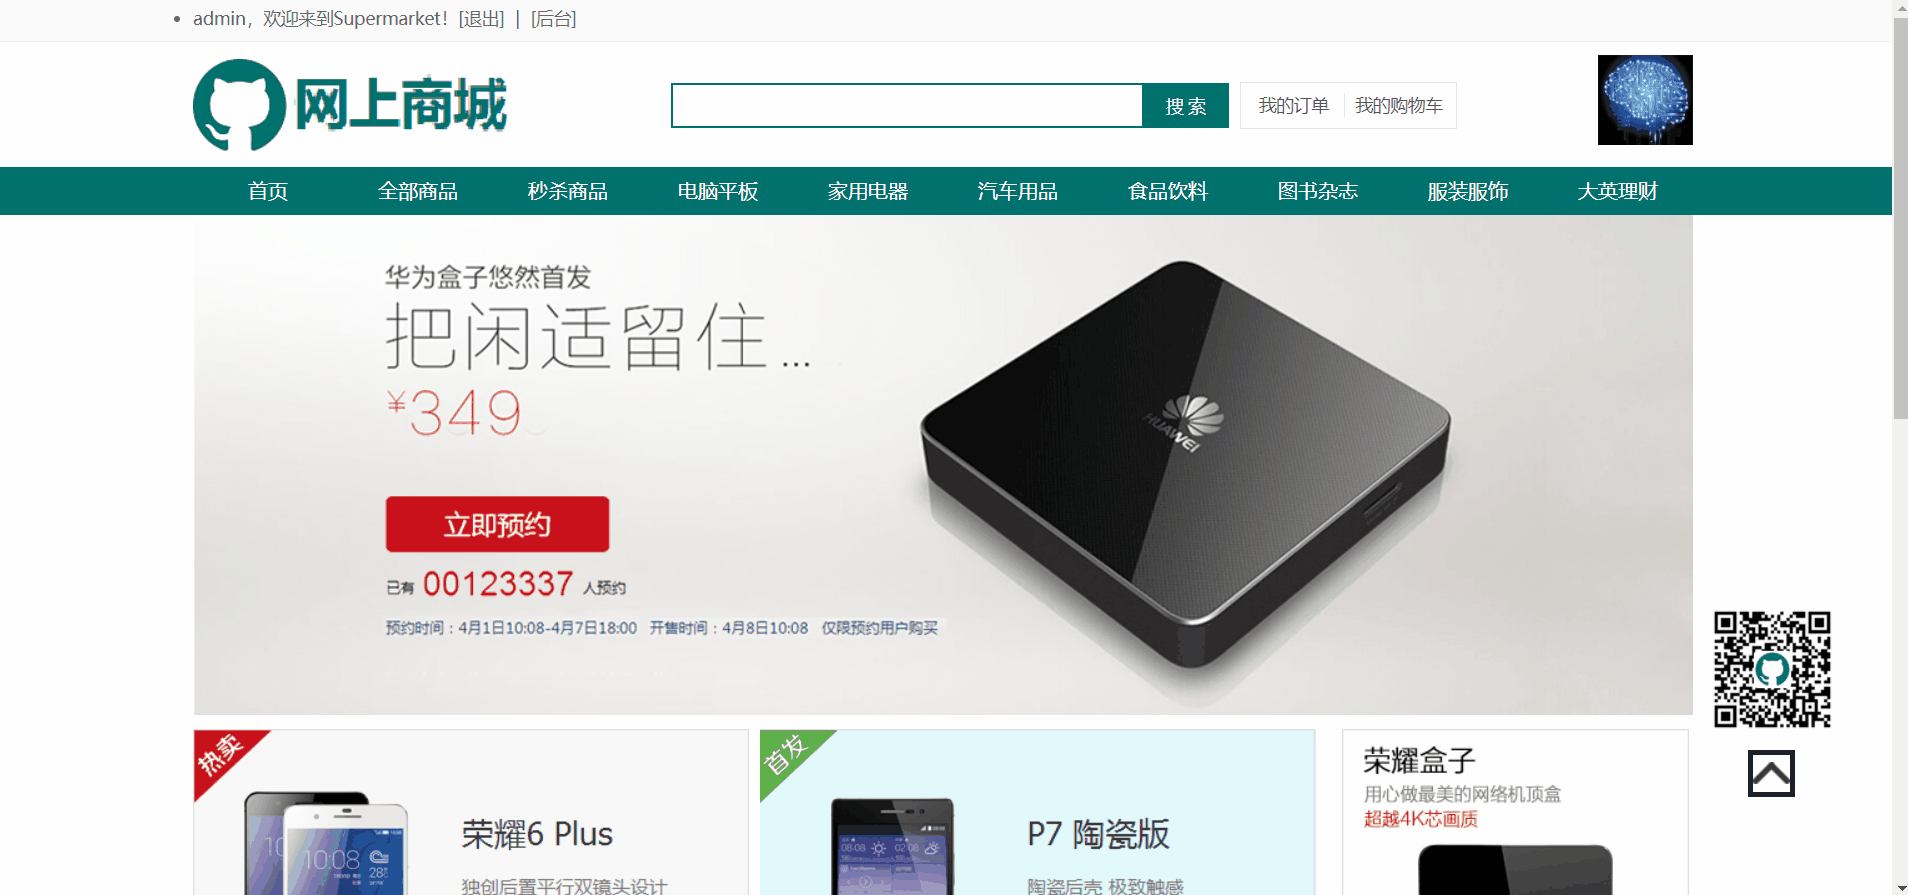 admin，欢迎来到Supermarket！[退出] | [后台]
网上商城
搜 索
我的订单 我的购物车
首页 全部商品 秒杀商品 电脑平板 家用电器 汽车用品 食品饮料 图书杂志 服装服饰 大英理财
华为盒子悠然首发
把闲适留住...
¥349
HUAWEI
立即预约
已有 00123337 人预约
预约时间：4月1日10:08-4月7日18:00 开售时间：4月8日10:08 仅限预约用户购买
热卖
荣耀6 Plus
独创后置平行双镜头设计
10:08
28°
首发
P7 陶瓷版
陶瓷后壳 极致触感
08:08 02:08
荣耀盒子
用心做最美的网络机顶盒
超越4K芯画质